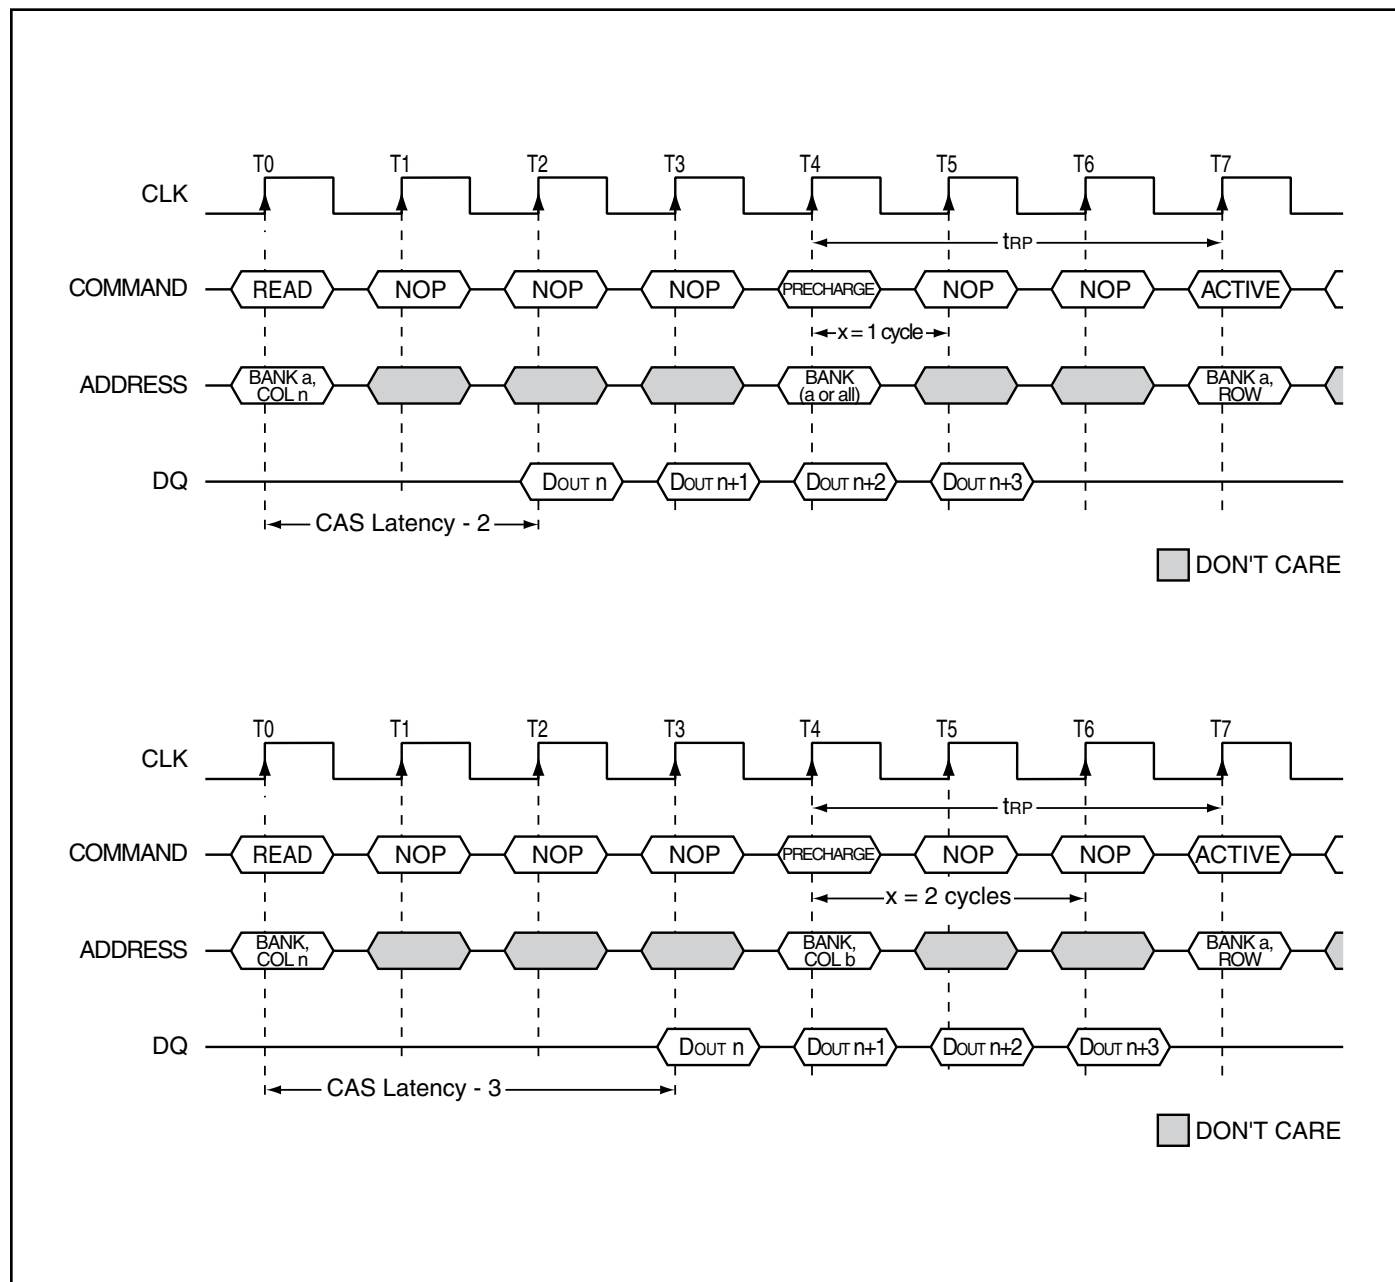 T0 T1 T2 T3 T4 T5 T6 T7
CLK
tRP
COMMAND READ NOP NOP NOP PRECHARGE NOP NOP ACTIVE
x = 1 cycle
ADDRESS BANK a, COL n BANK (a or all) BANK a, ROW
DQ DOUT n DOUT n+1 DOUT n+2 DOUT n+3
CAS Latency - 2
DON'T CARE
T0 T1 T2 T3 T4 T5 T6 T7
CLK
tRP
COMMAND READ NOP NOP NOP PRECHARGE NOP NOP ACTIVE
x = 2 cycles
ADDRESS BANK, COL n BANK, COL b BANK a, ROW
DQ DOUT n DOUT n+1 DOUT n+2 DOUT n+3
CAS Latency - 3
DON'T CARE